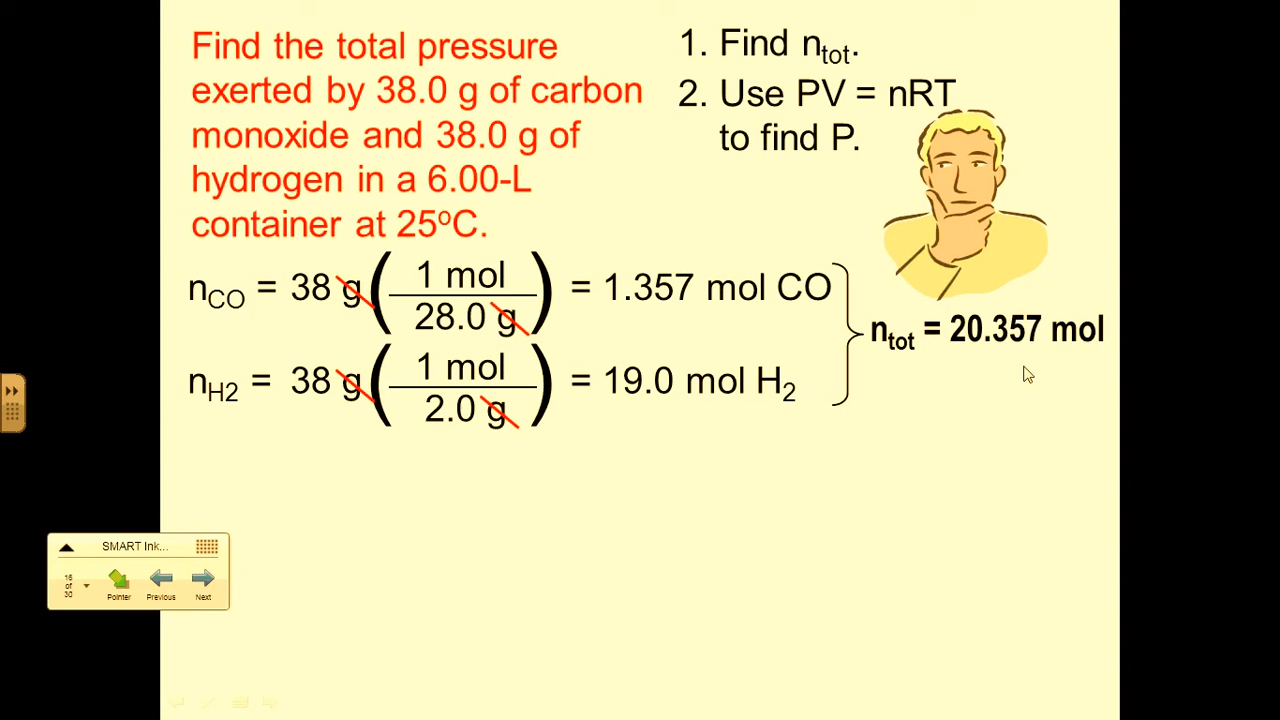 Find the total pressure
exerted by 38.0 g of carbon
monoxide and 38.0 g of
hydrogen in a 6.00-L
container at 25oC.
1. Find ntot.
2. Use PV = nRT
to find P.
nCO = 38 g ( 1 mol / 28.0 g ) = 1.357 mol CO
nH2 = 38 g ( 1 mol / 2.0 g ) = 19.0 mol H2
ntot = 20.357 mol
SMART Ink...
16
of
30
Pointer
Previous
Next